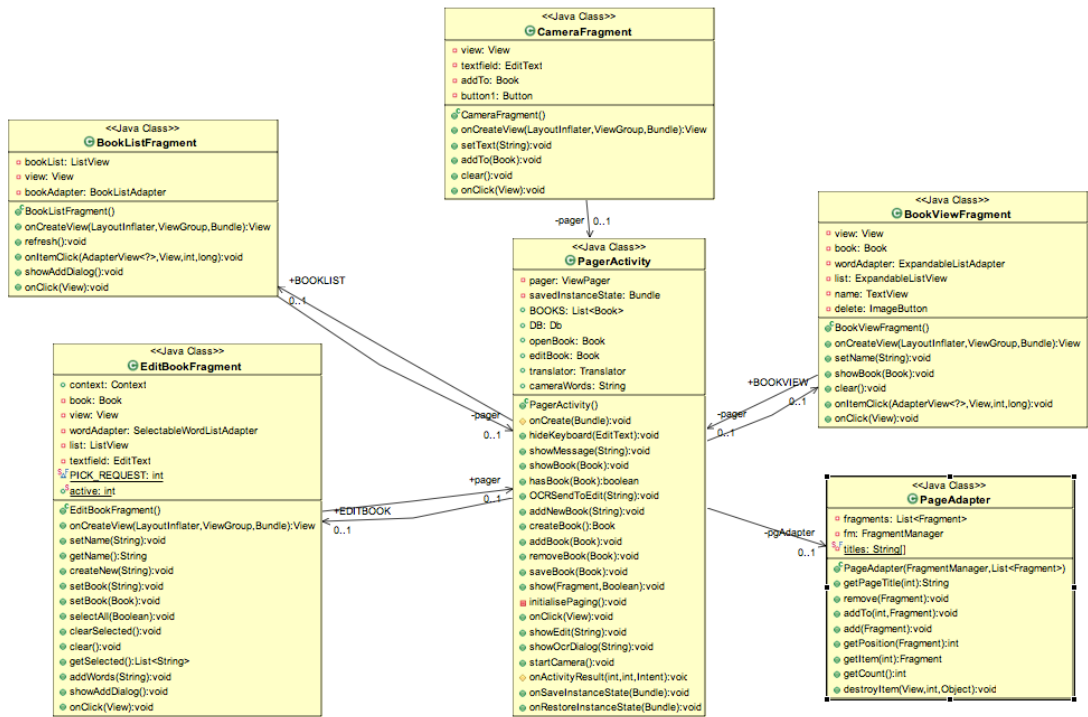 <<Java Class>>
CameraFragment
view: View
textfield: EditText
addTo: Book
button1: Button
CameraFragment()
onCreateView(LayoutInflater,ViewGroup,Bundle):View
setText(String):void
addTo(Book):void
clear():void
onClick(View):void
-pager
0..1
<<Java Class>>
BookListFragment
bookList: ListView
view: View
bookAdapter: BookListAdapter
BookListFragment()
onCreateView(LayoutInflater,ViewGroup,Bundle):View
refresh():void
onItemClick(AdapterView<?>,View,int,long):void
showAddDialog():void
onClick(View):void
+BOOKLIST
0..1
-pager
0..1
<<Java Class>>
EditBookFragment
context: Context
book: Book
view: View
wordAdapter: SelectableWordListAdapter
list: ListView
textfield: EditText
PICK_REQUEST: int
active: int
EditBookFragment()
onCreateView(LayoutInflater,ViewGroup,Bundle):View
setName(String):void
getName():String
createNew(String):void
setBook(String):void
setBook(Book):void
selectAll(Boolean):void
clearSelected():void
clear():void
getSelected():List<String>
addWords(String):void
showAddDialog():void
onClick(View):void
+pager
0..1
+EDITBOOK
0..1
<<Java Class>>
PagerActivity
pager: ViewPager
savedInstanceState: Bundle
BOOKS: List<Book>
DB: Db
openBook: Book
editBook: Book
translator: Translator
cameraWords: String
PagerActivity()
onCreate(Bundle):void
hideKeyboard(EditText):void
showMessage(String):void
showBook(Book):void
hasBook(Book):boolean
OCRSendToEdit(String):void
addNewBook(String):void
createBook():Book
addBook(Book):void
removeBook(Book):void
saveBook(Book):void
show(Fragment,Boolean):void
initialisePaging():void
onClick(View):void
showEdit(String):void
showOcrDialog(String):void
startCamera():void
onActivityResult(int,int,Intent):void
onSaveInstanceState(Bundle):void
onRestoreInstanceState(Bundle):void
<<Java Class>>
BookViewFragment
view: View
book: Book
wordAdapter: ExpandableListAdapter
list: ExpandableListView
name: TextView
delete: ImageButton
BookViewFragment()
onCreateView(LayoutInflater,ViewGroup,Bundle):View
setName(String):void
showBook(Book):void
clear():void
onItemClick(AdapterView<?>,View,int,long):void
onClick(View):void
+BOOKVIEW
0..1
-pager
0..1
-pgAdapter
0..1
<<Java Class>>
PageAdapter
fragments: List<Fragment>
fm: FragmentManager
titles: String[]
PageAdapter(FragmentManager,List<Fragment>)
getPageTitle(int):String
remove(Fragment):void
addTo(int,Fragment):void
add(Fragment):void
getPosition(Fragment):int
getItem(int):Fragment
getCount():int
destroyItem(View,int,Object):void